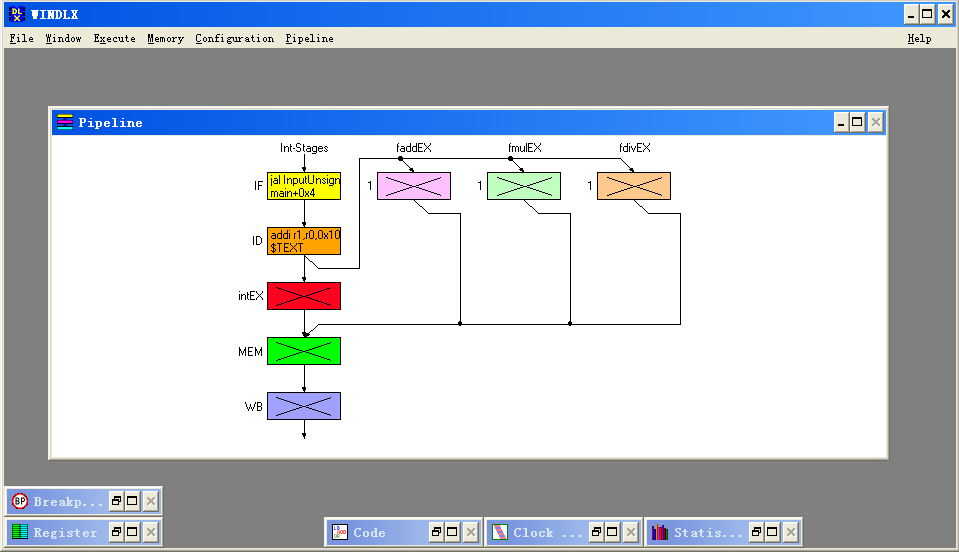 WINDLX
File Window Execute Memory Configuration Pipeline Help
Pipeline
Int-Stages faddEX fmulEX fdivEX
IF jal InputUnsign 1 1 1
main+0x4
ID addi r1,r0,0x10
$TEXT
intEX
MEM
WB
BP Breakp...
Register Code Clock ... Statis...